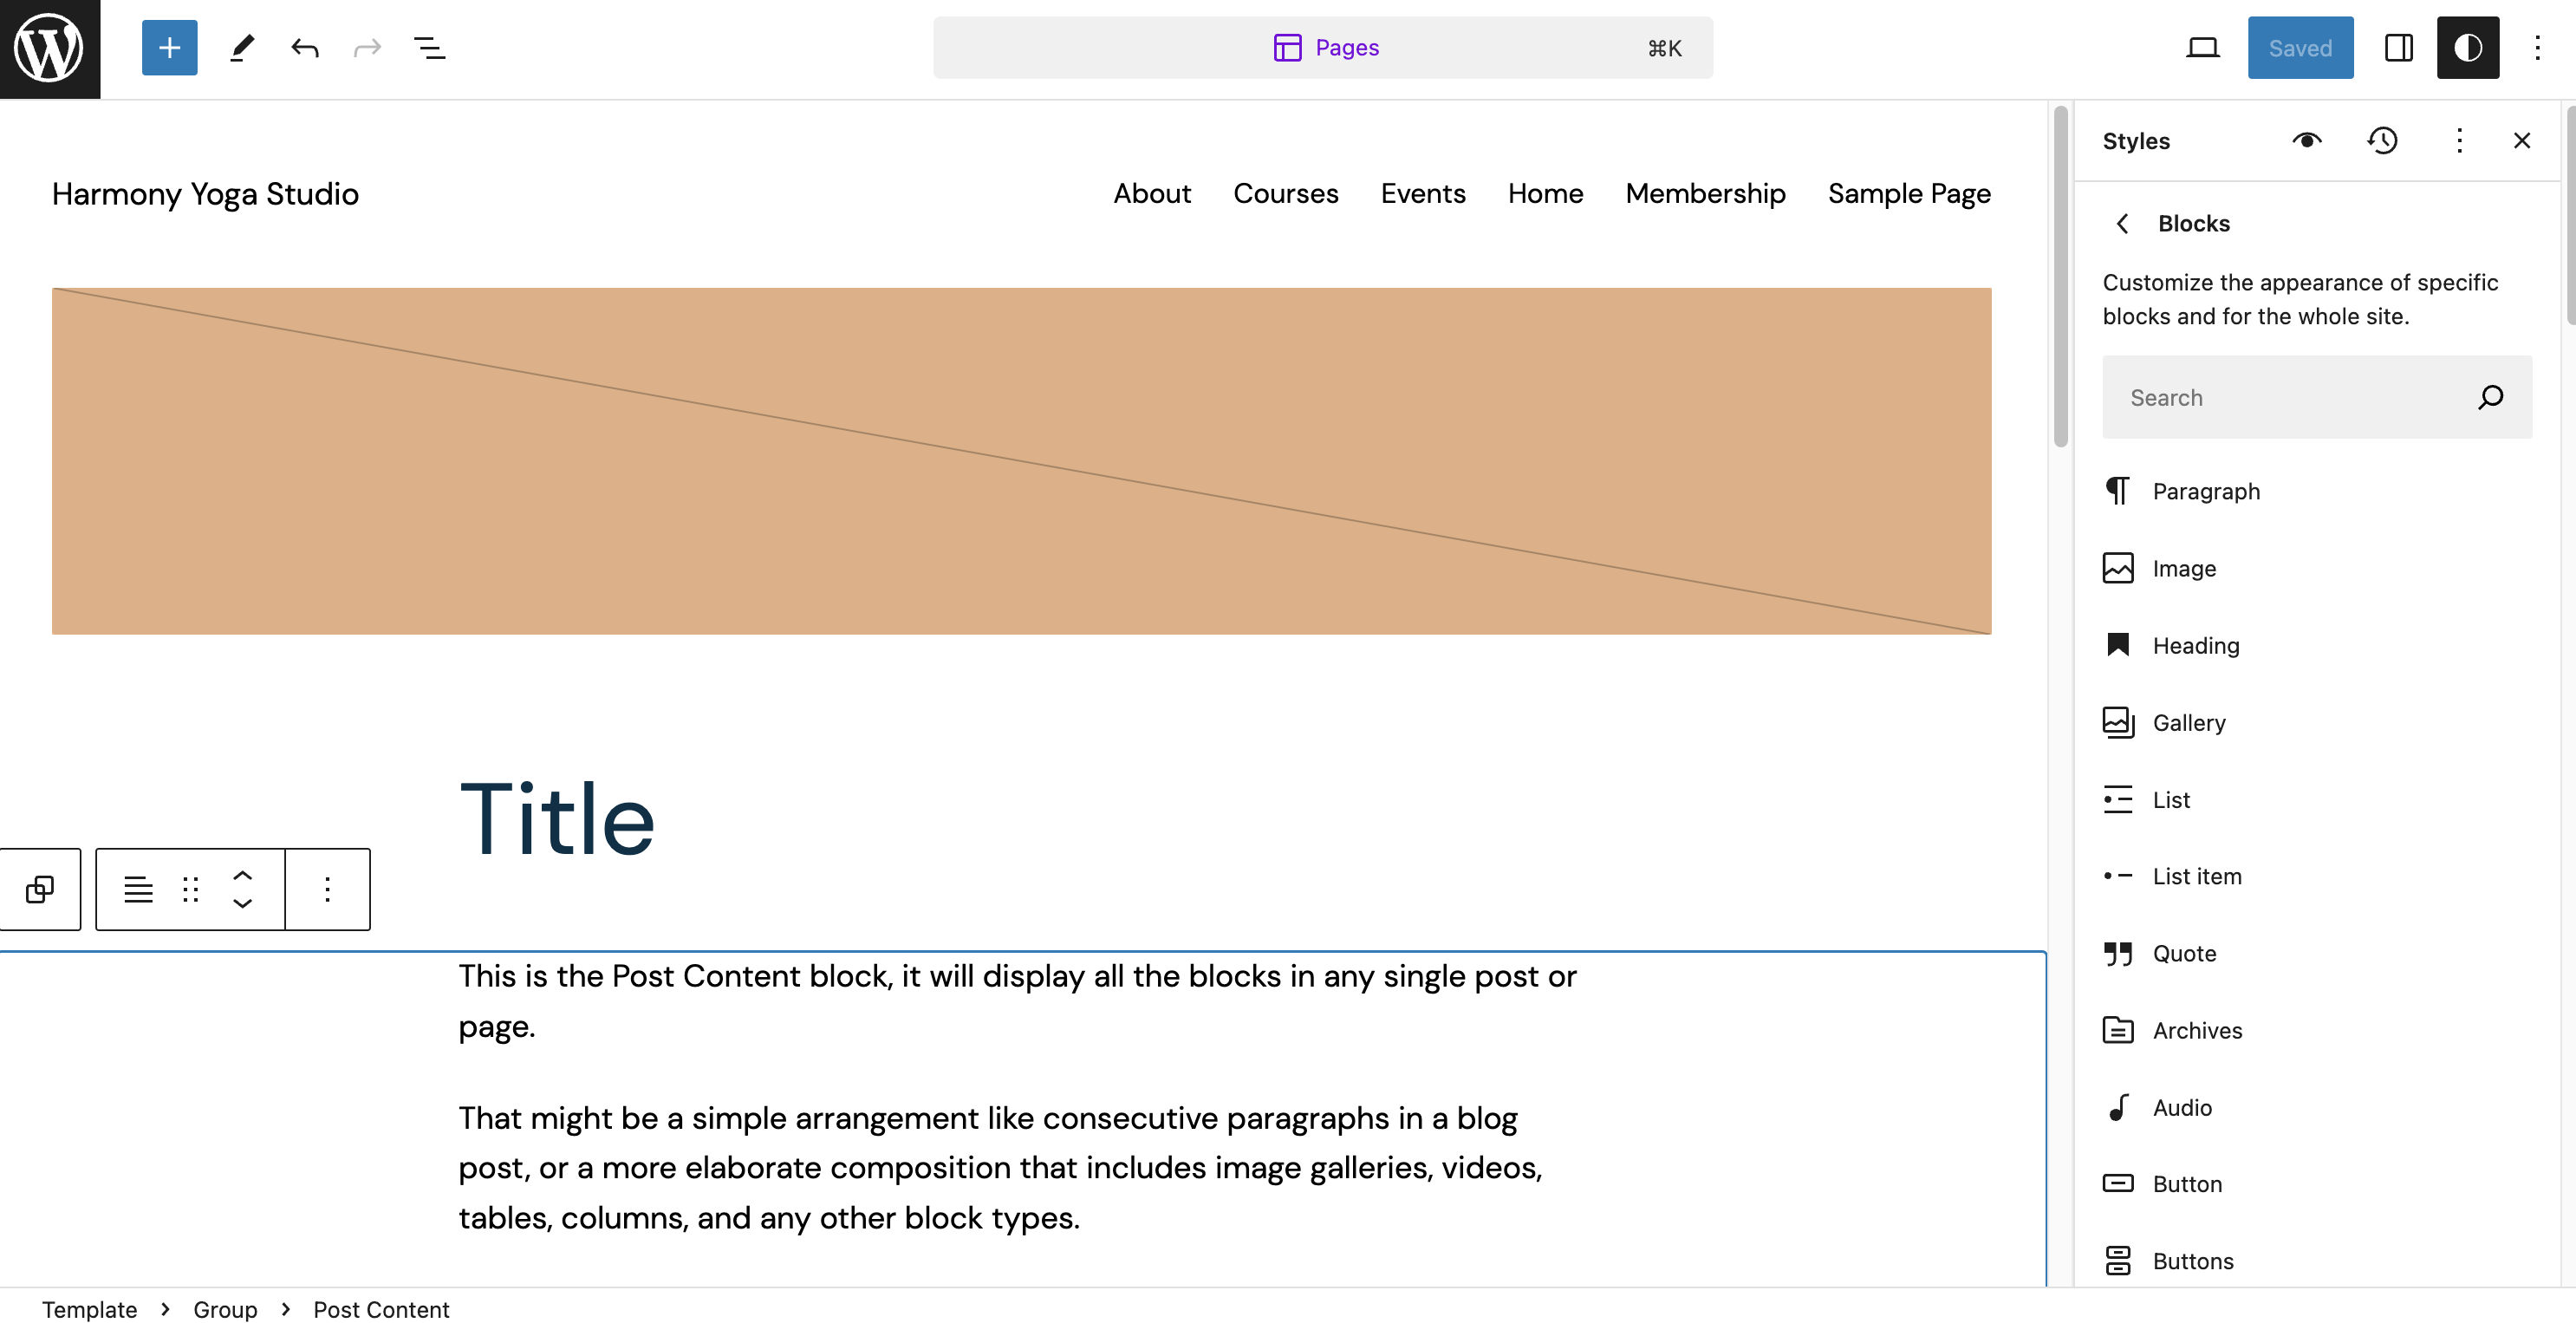 Pages
⌘K
Saved
Harmony Yoga Studio
About Courses Events Home Membership Sample Page
Title
This is the Post Content block, it will display all the blocks in any single post or
page.
That might be a simple arrangement like consecutive paragraphs in a blog
post, or a more elaborate composition that includes image galleries, videos,
tables, columns, and any other block types.
Styles
Blocks
Customize the appearance of specific
blocks and for the whole site.
Search
Paragraph
Image
Heading
Gallery
List
List item
Quote
Archives
Audio
Button
Buttons
Template > Group > Post Content